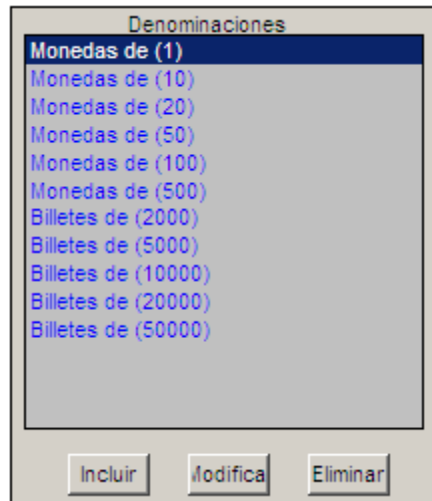 Denominaciones
Monedas de (1)
Monedas de (10)
Monedas de (20)
Monedas de (50)
Monedas de (100)
Monedas de (500)
Billetes de (2000)
Billetes de (5000)
Billetes de (10000)
Billetes de (20000)
Billetes de (50000)
Incluir Modifica Eliminar